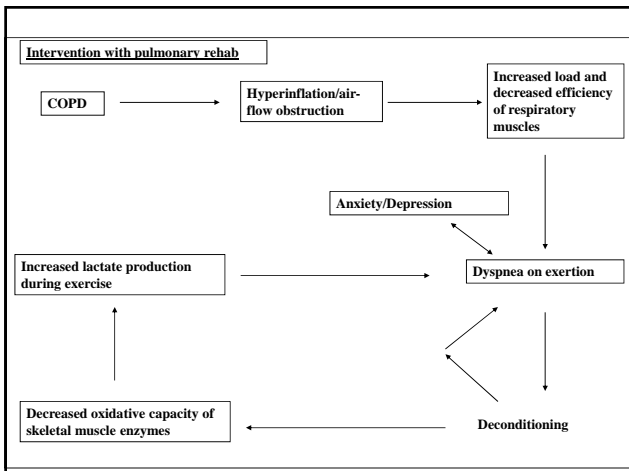 Intervention with pulmonary rehab
COPD
Hyperinflation/air-
flow obstruction
Increased load and
decreased efficiency
of respiratory
muscles
Anxiety/Depression
Increased lactate production
during exercise
Dyspnea on exertion
Decreased oxidative capacity of
skeletal muscle enzymes
Deconditioning